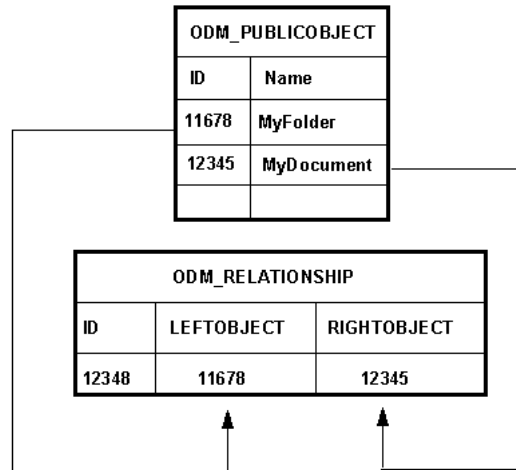 ODM_PUBLICOBJECT
ID Name
11678 MyFolder
12345 MyDocument
ODM_RELATIONSHIP
ID LEFTOBJECT RIGHTOBJECT
12348 11678 12345